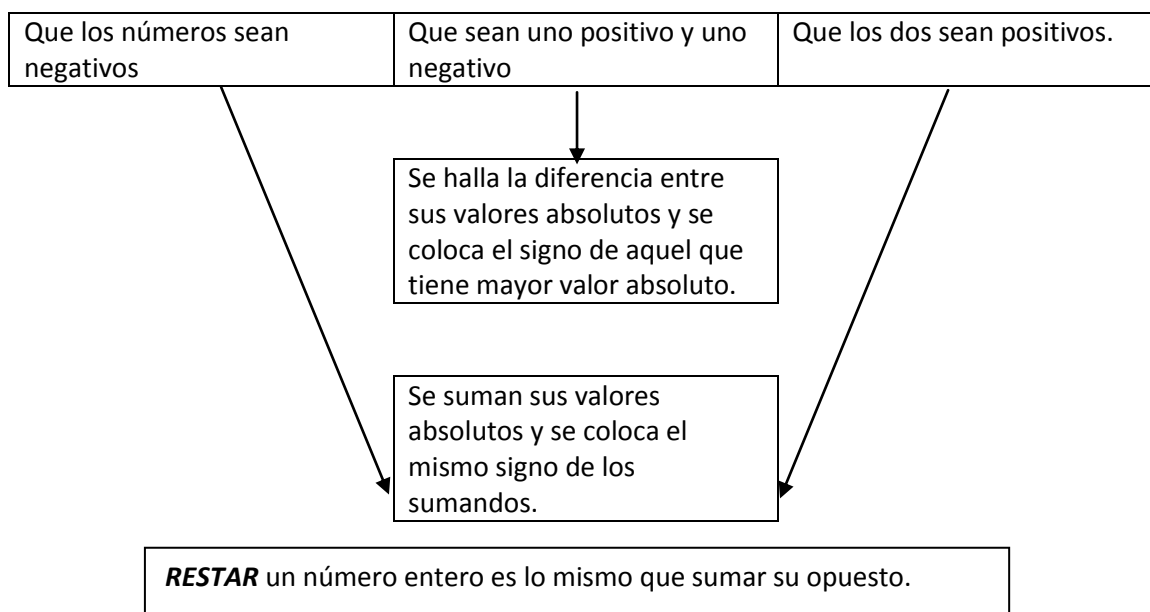 Que los números sean
negativos
Que sean uno positivo y uno
negativo
Que los dos sean positivos.
Se halla la diferencia entre
sus valores absolutos y se
coloca el signo de aquel que
tiene mayor valor absoluto.
Se suman sus valores
absolutos y se coloca el
mismo signo de los
sumandos.
RESTAR un número entero es lo mismo que sumar su opuesto.